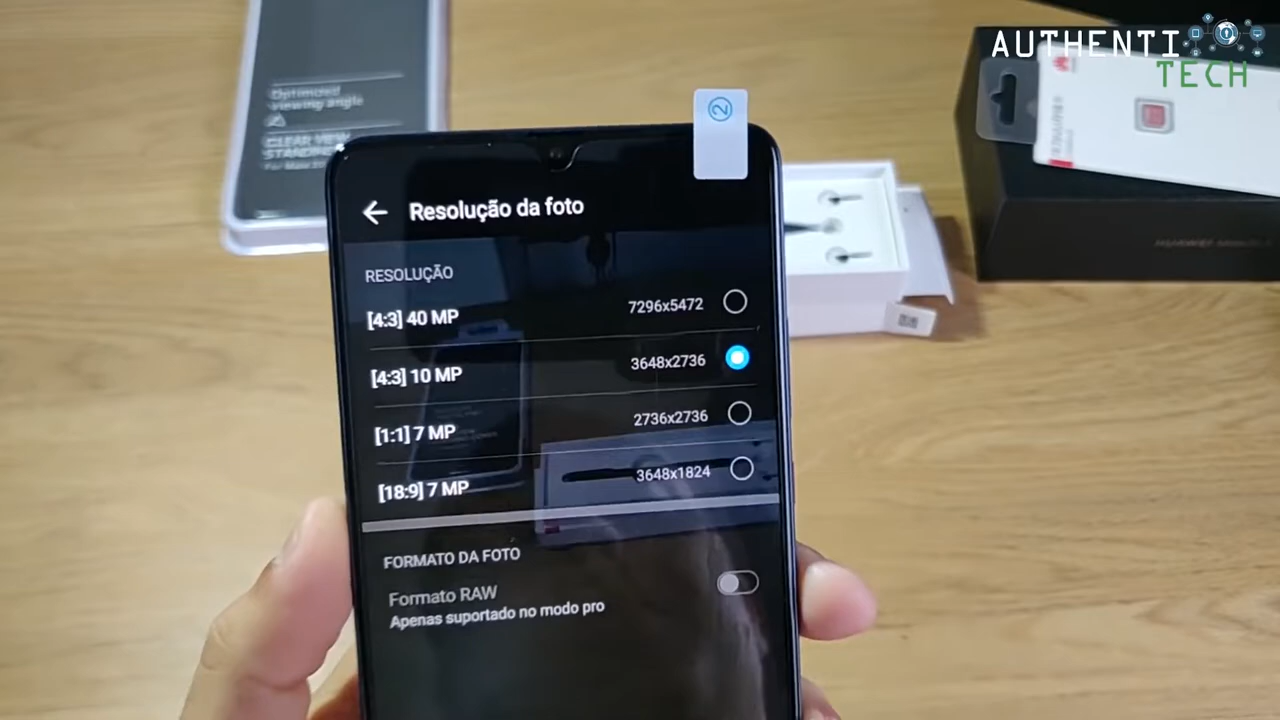 AUTHENTI
TECH
Optimized
viewing angle
CLEAR VIEW
STANDING
2
Resolução da foto
RESOLUÇÃO
[4:3] 40 MP 7296x5472
[4:3] 10 MP 3648x2736
[1:1] 7 MP 2736x2736
[18:9] 7 MP 3648x1824
FORMATO DA FOTO
Formato RAW
Apenas suportado no modo pro